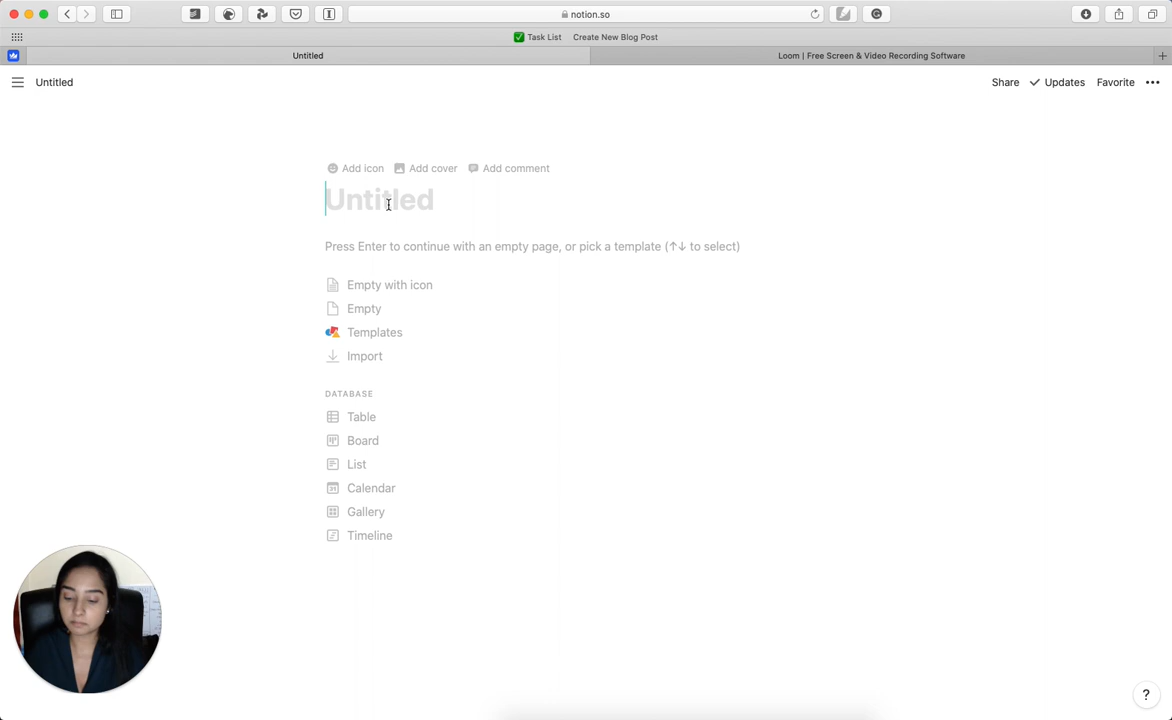 notion.so
Task List Create New Blog Post
Untitled Loom | Free Screen & Video Recording Software
Untitled Share Updates Favorite
Add icon Add cover Add comment
Untitled
Press Enter to continue with an empty page, or pick a template (↑↓ to select)
Empty with icon
Empty
Templates
Import
DATABASE
Table
Board
List
Calendar
Gallery
Timeline
?